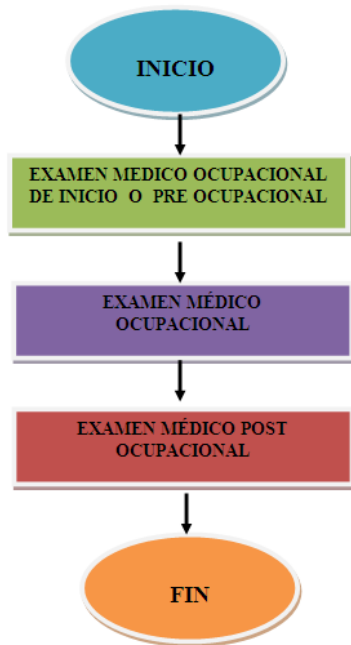 INICIO
EXAMEN MEDICO OCUPACIONAL
DE INICIO O PRE OCUPACIONAL
EXAMEN MÉDICO
OCUPACIONAL
EXAMEN MÉDICO POST
OCUPACIONAL
FIN